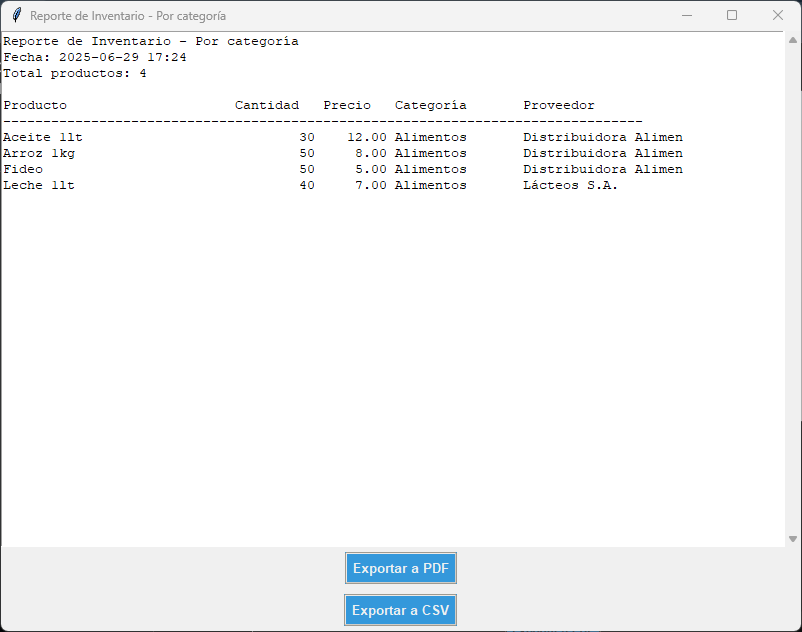 Reporte de Inventario - Por categoría
Reporte de Inventario - Por categoría
Fecha: 2025-06-29 17:24
Total productos: 4
Producto Cantidad Precio Categoría Proveedor
--------------------------------------------------------------------------------
Aceite 1lt 30 12.00 Alimentos Distribuidora Alimen
Arroz 1kg 50 8.00 Alimentos Distribuidora Alimen
Fideo 50 5.00 Alimentos Distribuidora Alimen
Leche 1lt 40 7.00 Alimentos Lácteos S.A.
Exportar a PDF
Exportar a CSV